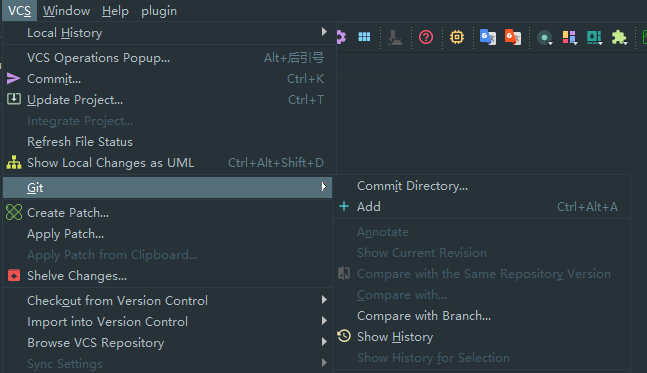 VCS Window Help plugin
Local History
VCS Operations Popup... Alt+后引号
Commit... Ctrl+K
Update Project... Ctrl+T
Integrate Project...
Refresh File Status
Show Local Changes as UML Ctrl+Alt+Shift+D
Git
Create Patch...
Apply Patch...
Apply Patch from Clipboard...
Shelve Changes...
Checkout from Version Control
Import into Version Control
Browse VCS Repository
Sync Settings
Commit Directory...
Add Ctrl+Alt+A
Annotate
Show Current Revision
Compare with the Same Repository Version
Compare with...
Compare with Branch...
Show History
Show History for Selection